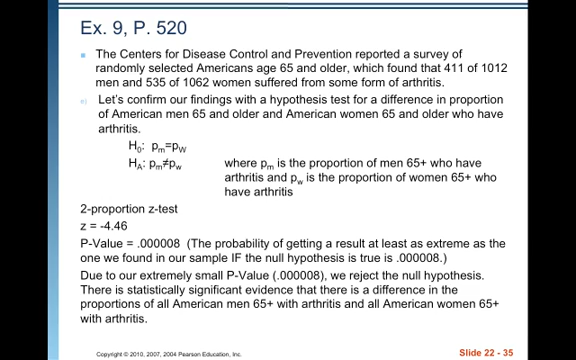 Ex. 9, P. 520
The Centers for Disease Control and Prevention reported a survey of
randomly selected Americans age 65 and older, which found that 411 of 1012
men and 535 of 1062 women suffered from some form of arthritis.
e) Let's confirm our findings with a hypothesis test for a difference in proportion
of American men 65 and older and American women 65 and older who have
arthritis.
H0: pm=pW
HA: pm≠pw where pm is the proportion of men 65+ who have
arthritis and pw is the proportion of women 65+ who
have arthritis
2-proportion z-test
z = -4.46
P-Value = .000008 (The probability of getting a result at least as extreme as the
one we found in our sample IF the null hypothesis is true is .000008.)
Due to our extremely small P-Value (.000008), we reject the null hypothesis.
There is statistically significant evidence that there is a difference in the
proportions of all American men 65+ with arthritis and all American women 65+
with arthritis.
Copyright © 2010, 2007, 2004 Pearson Education, Inc.
Slide 22 - 35